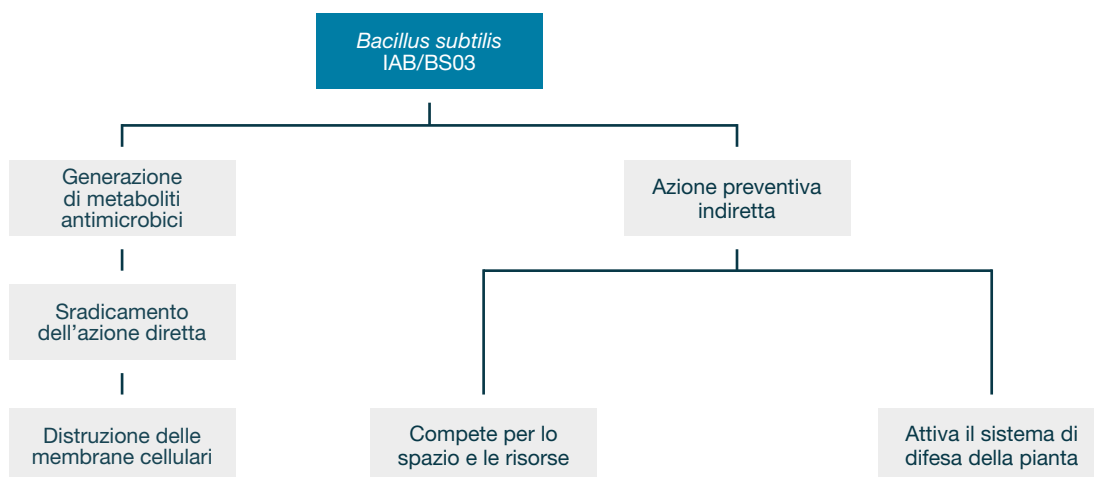 Bacillus subtilis
IAB/BS03
Generazione
di metaboliti
antimicrobici
Azione preventiva
indiretta
Sradicamento
dell’azione diretta
Distruzione delle
membrane cellulari
Compete per lo
spazio e le risorse
Attiva il sistema di
difesa della pianta